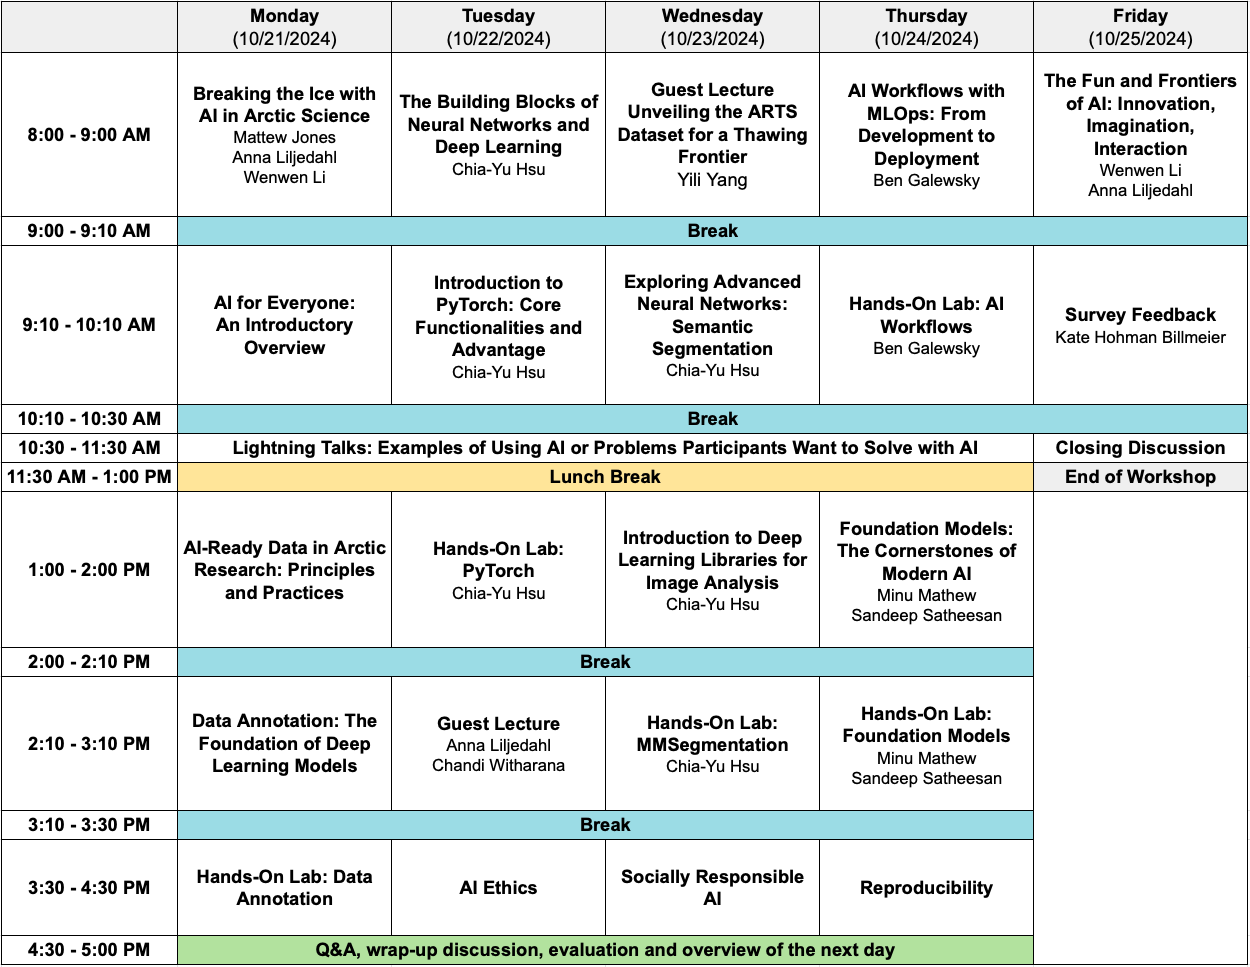 Monday
(10/21/2024)
Tuesday
(10/22/2024)
Wednesday
(10/23/2024)
Thursday
(10/24/2024)
Friday
(10/25/2024)
8:00 - 9:00 AM
Breaking the Ice with
AI in Arctic Science
Mattew Jones
Anna Liljedahl
Wenwen Li
The Building Blocks of
Neural Networks and
Deep Learning
Chia-Yu Hsu
Guest Lecture
Unveiling the ARTS
Dataset for a Thawing
Frontier
Yili Yang
AI Workflows with
MLOps: From
Development to
Deployment
Ben Galewsky
The Fun and Frontiers
of AI: Innovation,
Imagination,
Interaction
Wenwen Li
Anna Liljedahl
9:00 - 9:10 AM
Break
9:10 - 10:10 AM
AI for Everyone:
An Introductory
Overview
Introduction to
PyTorch: Core
Functionalities and
Advantage
Chia-Yu Hsu
Exploring Advanced
Neural Networks:
Semantic
Segmentation
Chia-Yu Hsu
Hands-On Lab: AI
Workflows
Ben Galewsky
Survey Feedback
Kate Hohman Billmeier
10:10 - 10:30 AM
Break
10:30 - 11:30 AM
Lightning Talks: Examples of Using AI or Problems Participants Want to Solve with AI
Closing Discussion
11:30 AM - 1:00 PM
Lunch Break
End of Workshop
1:00 - 2:00 PM
AI-Ready Data in Arctic
Research: Principles
and Practices
Hands-On Lab:
PyTorch
Chia-Yu Hsu
Introduction to Deep
Learning Libraries for
Image Analysis
Chia-Yu Hsu
Foundation Models:
The Cornerstones of
Modern AI
Minu Mathew
Sandeep Satheesan
2:00 - 2:10 PM
Break
2:10 - 3:10 PM
Data Annotation: The
Foundation of Deep
Learning Models
Guest Lecture
Anna Liljedahl
Chandi Witharana
Hands-On Lab:
MMSegmentation
Chia-Yu Hsu
Hands-On Lab:
Foundation Models
Minu Mathew
Sandeep Satheesan
3:10 - 3:30 PM
Break
3:30 - 4:30 PM
Hands-On Lab: Data
Annotation
AI Ethics
Socially Responsible
AI
Reproducibility
4:30 - 5:00 PM
Q&A, wrap-up discussion, evaluation and overview of the next day